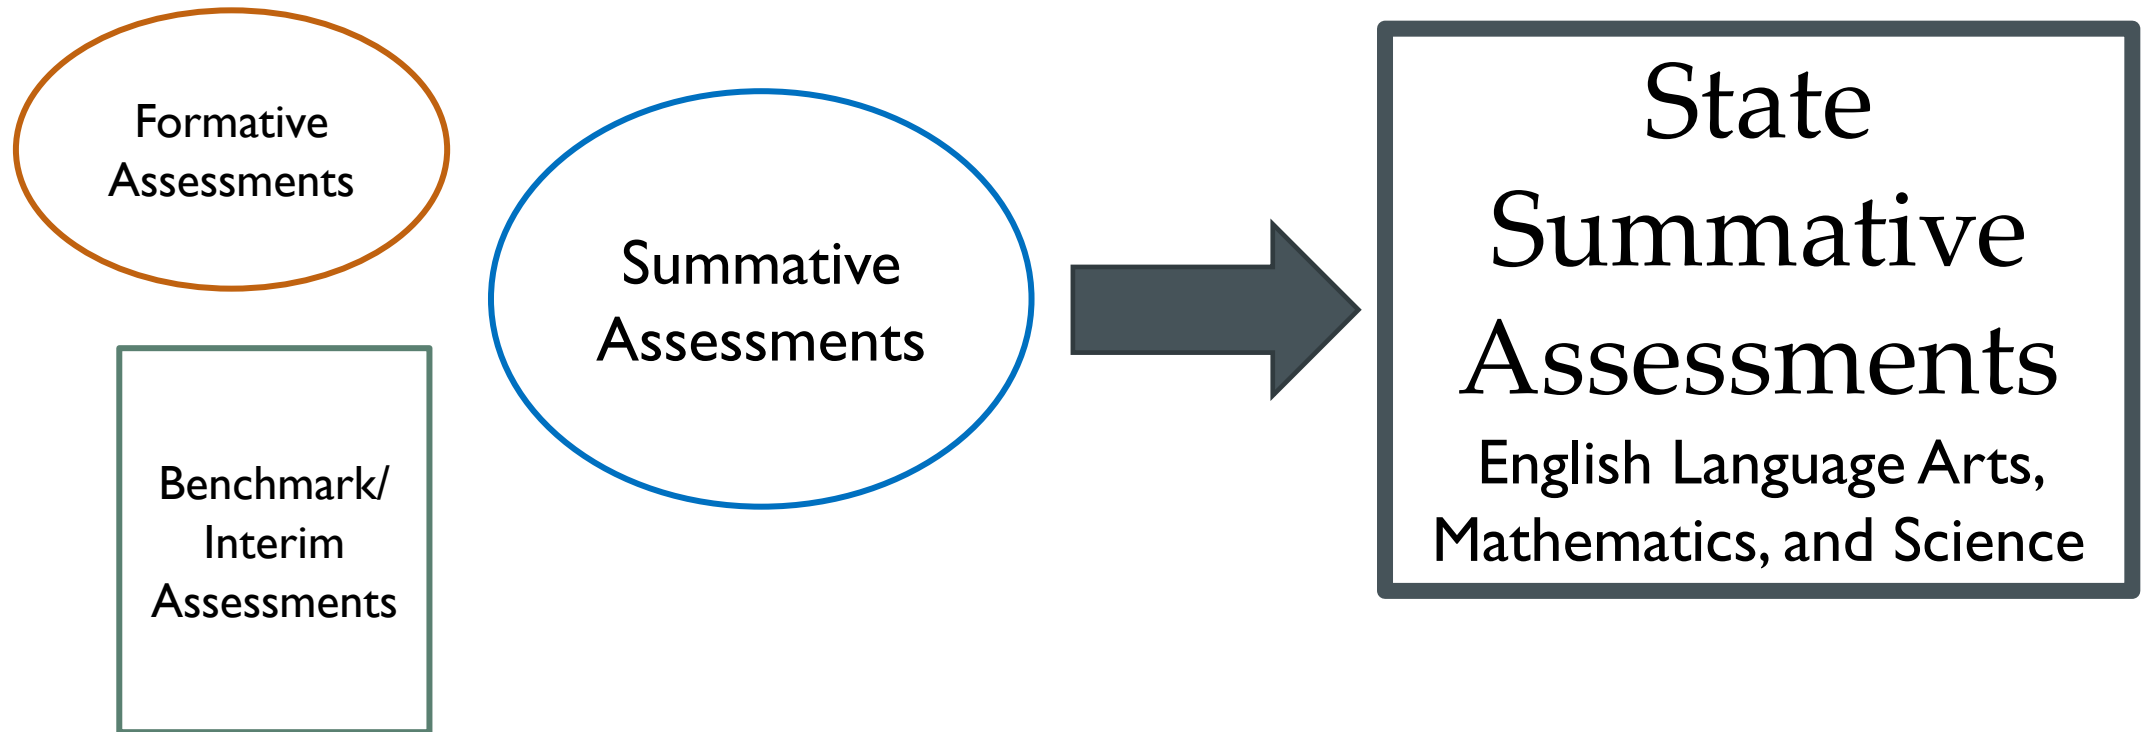 Formative
Assessments
Benchmark/
Interim
Assessments
Summative
Assessments
State
Summative
Assessments
English Language Arts,
Mathematics, and Science